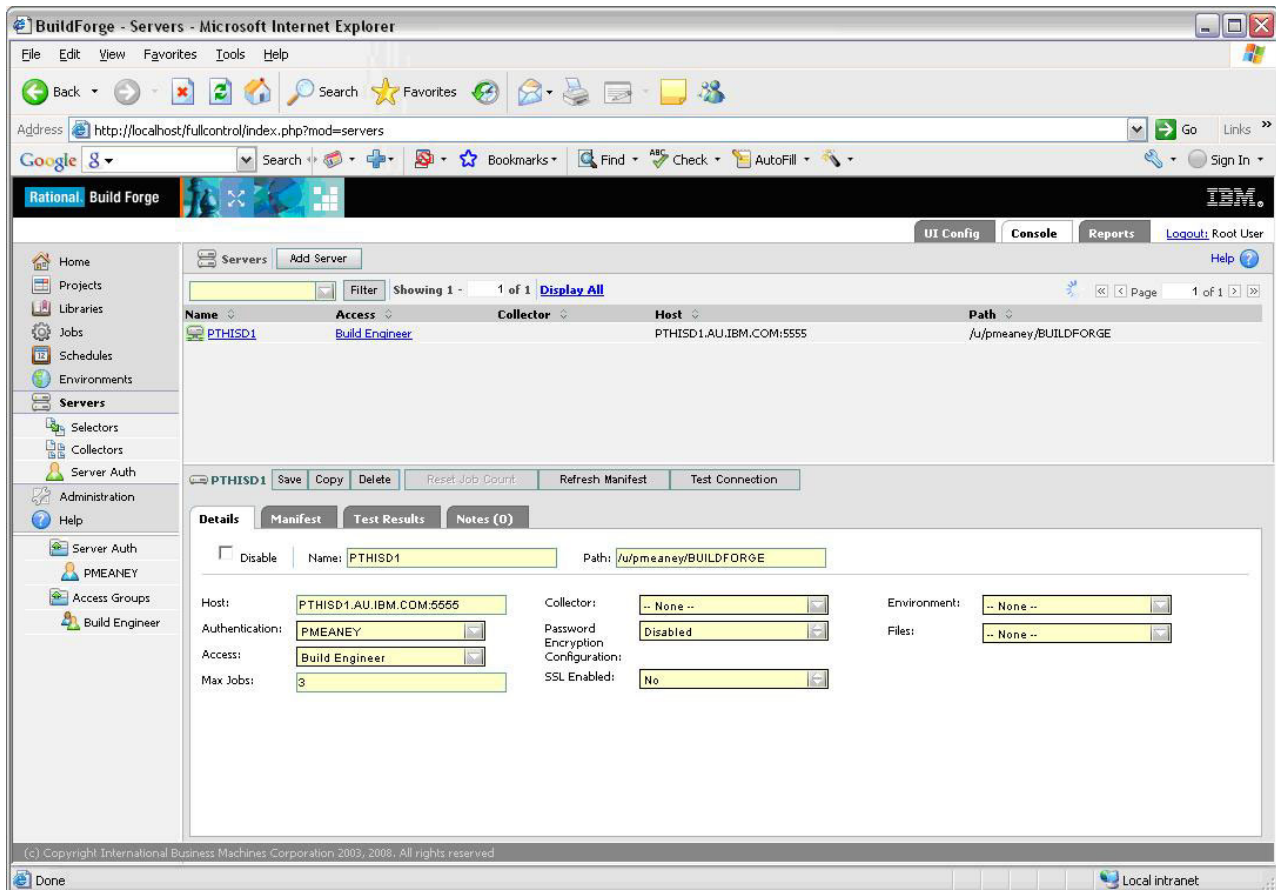 BuildForge - Servers - Microsoft Internet Explorer
File Edit View Favorites Tools Help
Back Search Favorites
Address http://localhost/fullcontrol/index.php?mod=servers Go Links »
Google Search Bookmarks Find Check AutoFill Sign In
Rational. Build Forge IBM.
UI Config Console Reports Logout: Root User
Servers Add Server Help
Filter Showing 1 - 1 of 1 Display All Page 1 of 1
Name Access Collector Host Path
PTHISD1 Build Engineer PTHISD1.AU.IBM.COM:5555 /u/pmeaney/BUILDFORGE
Home
Projects
Libraries
Jobs
Schedules
Environments
Servers
Selectors
Collectors
Server Auth
Administration
Help
Server Auth
PMEANEY
Access Groups
Build Engineer
PTHISD1 Save Copy Delete Reset Job Count Refresh Manifest Test Connection
Details Manifest Test Results Notes (0)
Disable Name: PTHISD1 Path: /u/pmeaney/BUILDFORGE
Host: PTHISD1.AU.IBM.COM:5555 Collector: -- None -- Environment: -- None --
Authentication: PMEANEY Password Encryption Configuration: Disabled Files: -- None --
Access: Build Engineer
Max Jobs: 3 SSL Enabled: No
(c) Copyright International Business Machines Corporation 2003, 2008. All rights reserved
Done Local intranet